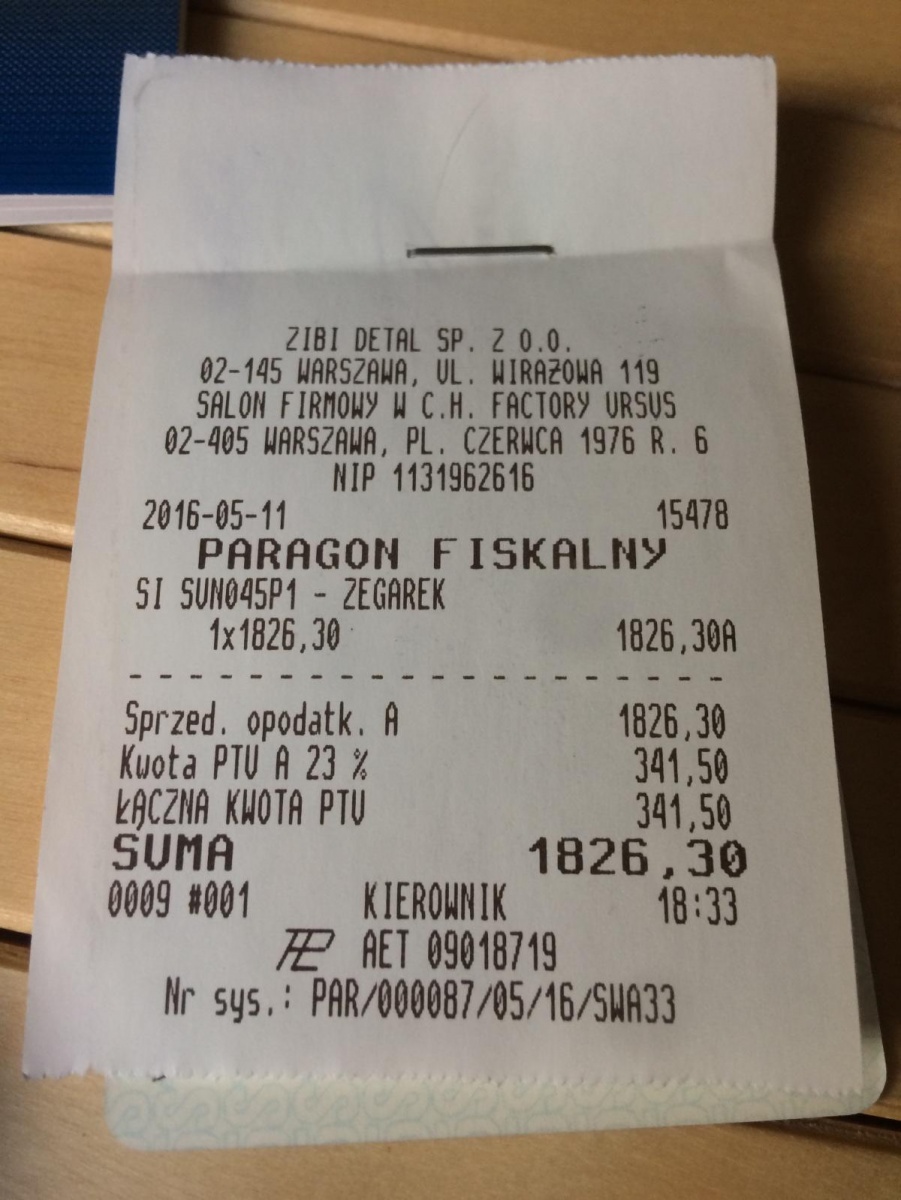 ZIBI DETAL SP. Z O.O.
02-145 WARSZAWA, UL. WIRAŻOWA 119
SALON FIRMOWY W C.H. FACTORY URSUS
02-405 WARSZAWA, PL. CZERWCA 1976 R. 6
NIP 1131962616
2016-05-11 15478
PARAGON FISKALNY
SI SUN045P1 - ZEGAREK
1x1826,30 1826,30A
Sprzed. opodatk. A 1826,30
Kwota PTU A 23 % 341,50
ŁĄCZNA KWOTA PTU 341,50
SUMA 1826,30
0009 #001 KIEROWNIK 18:33
AET 09018719
Nr sys.: PAR/000087/05/16/SWA33